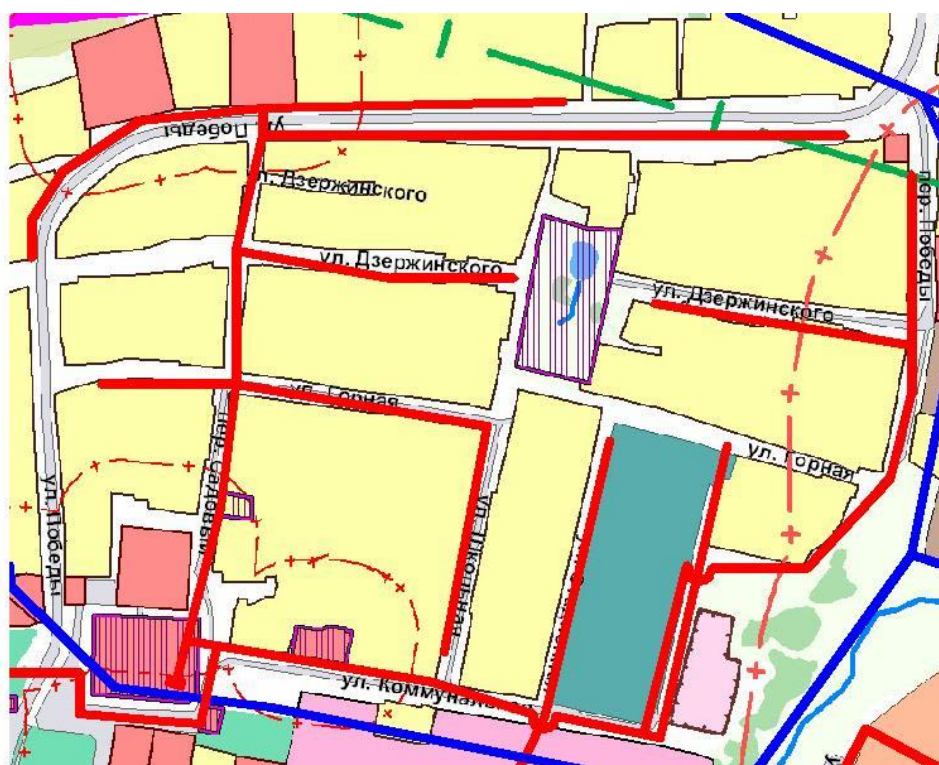 ул. Победы
ул. Дзержинского
ул. Дзержинского
пер. Победы
ул. Дзержинского
ул. Горная
пер. Садовый
ул. Горная
ул. Победы
ул. Школьная
ул. Коммунальная